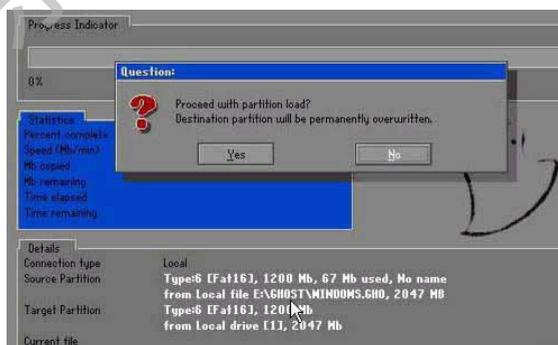 Progress Indicator
0%
Question:
Proceed with partition load?
Destination partition will be permanently overwritten.
Yes
No
Statistics
Percent complete
Speed (Mb/min)
Mb copied
Mb remaining
Time elapsed
Time remaining
Details
Connection type Local
Source Partition Type:6 [Fat16], 1200 Mb, 67 Mb used, No name
from Local file E:\GHOST\MINDOWS.GHO, 2047 MB
Target Partition Type:6 [Fat16], Mb
from Local drive [1], 2047 Mb
Current file